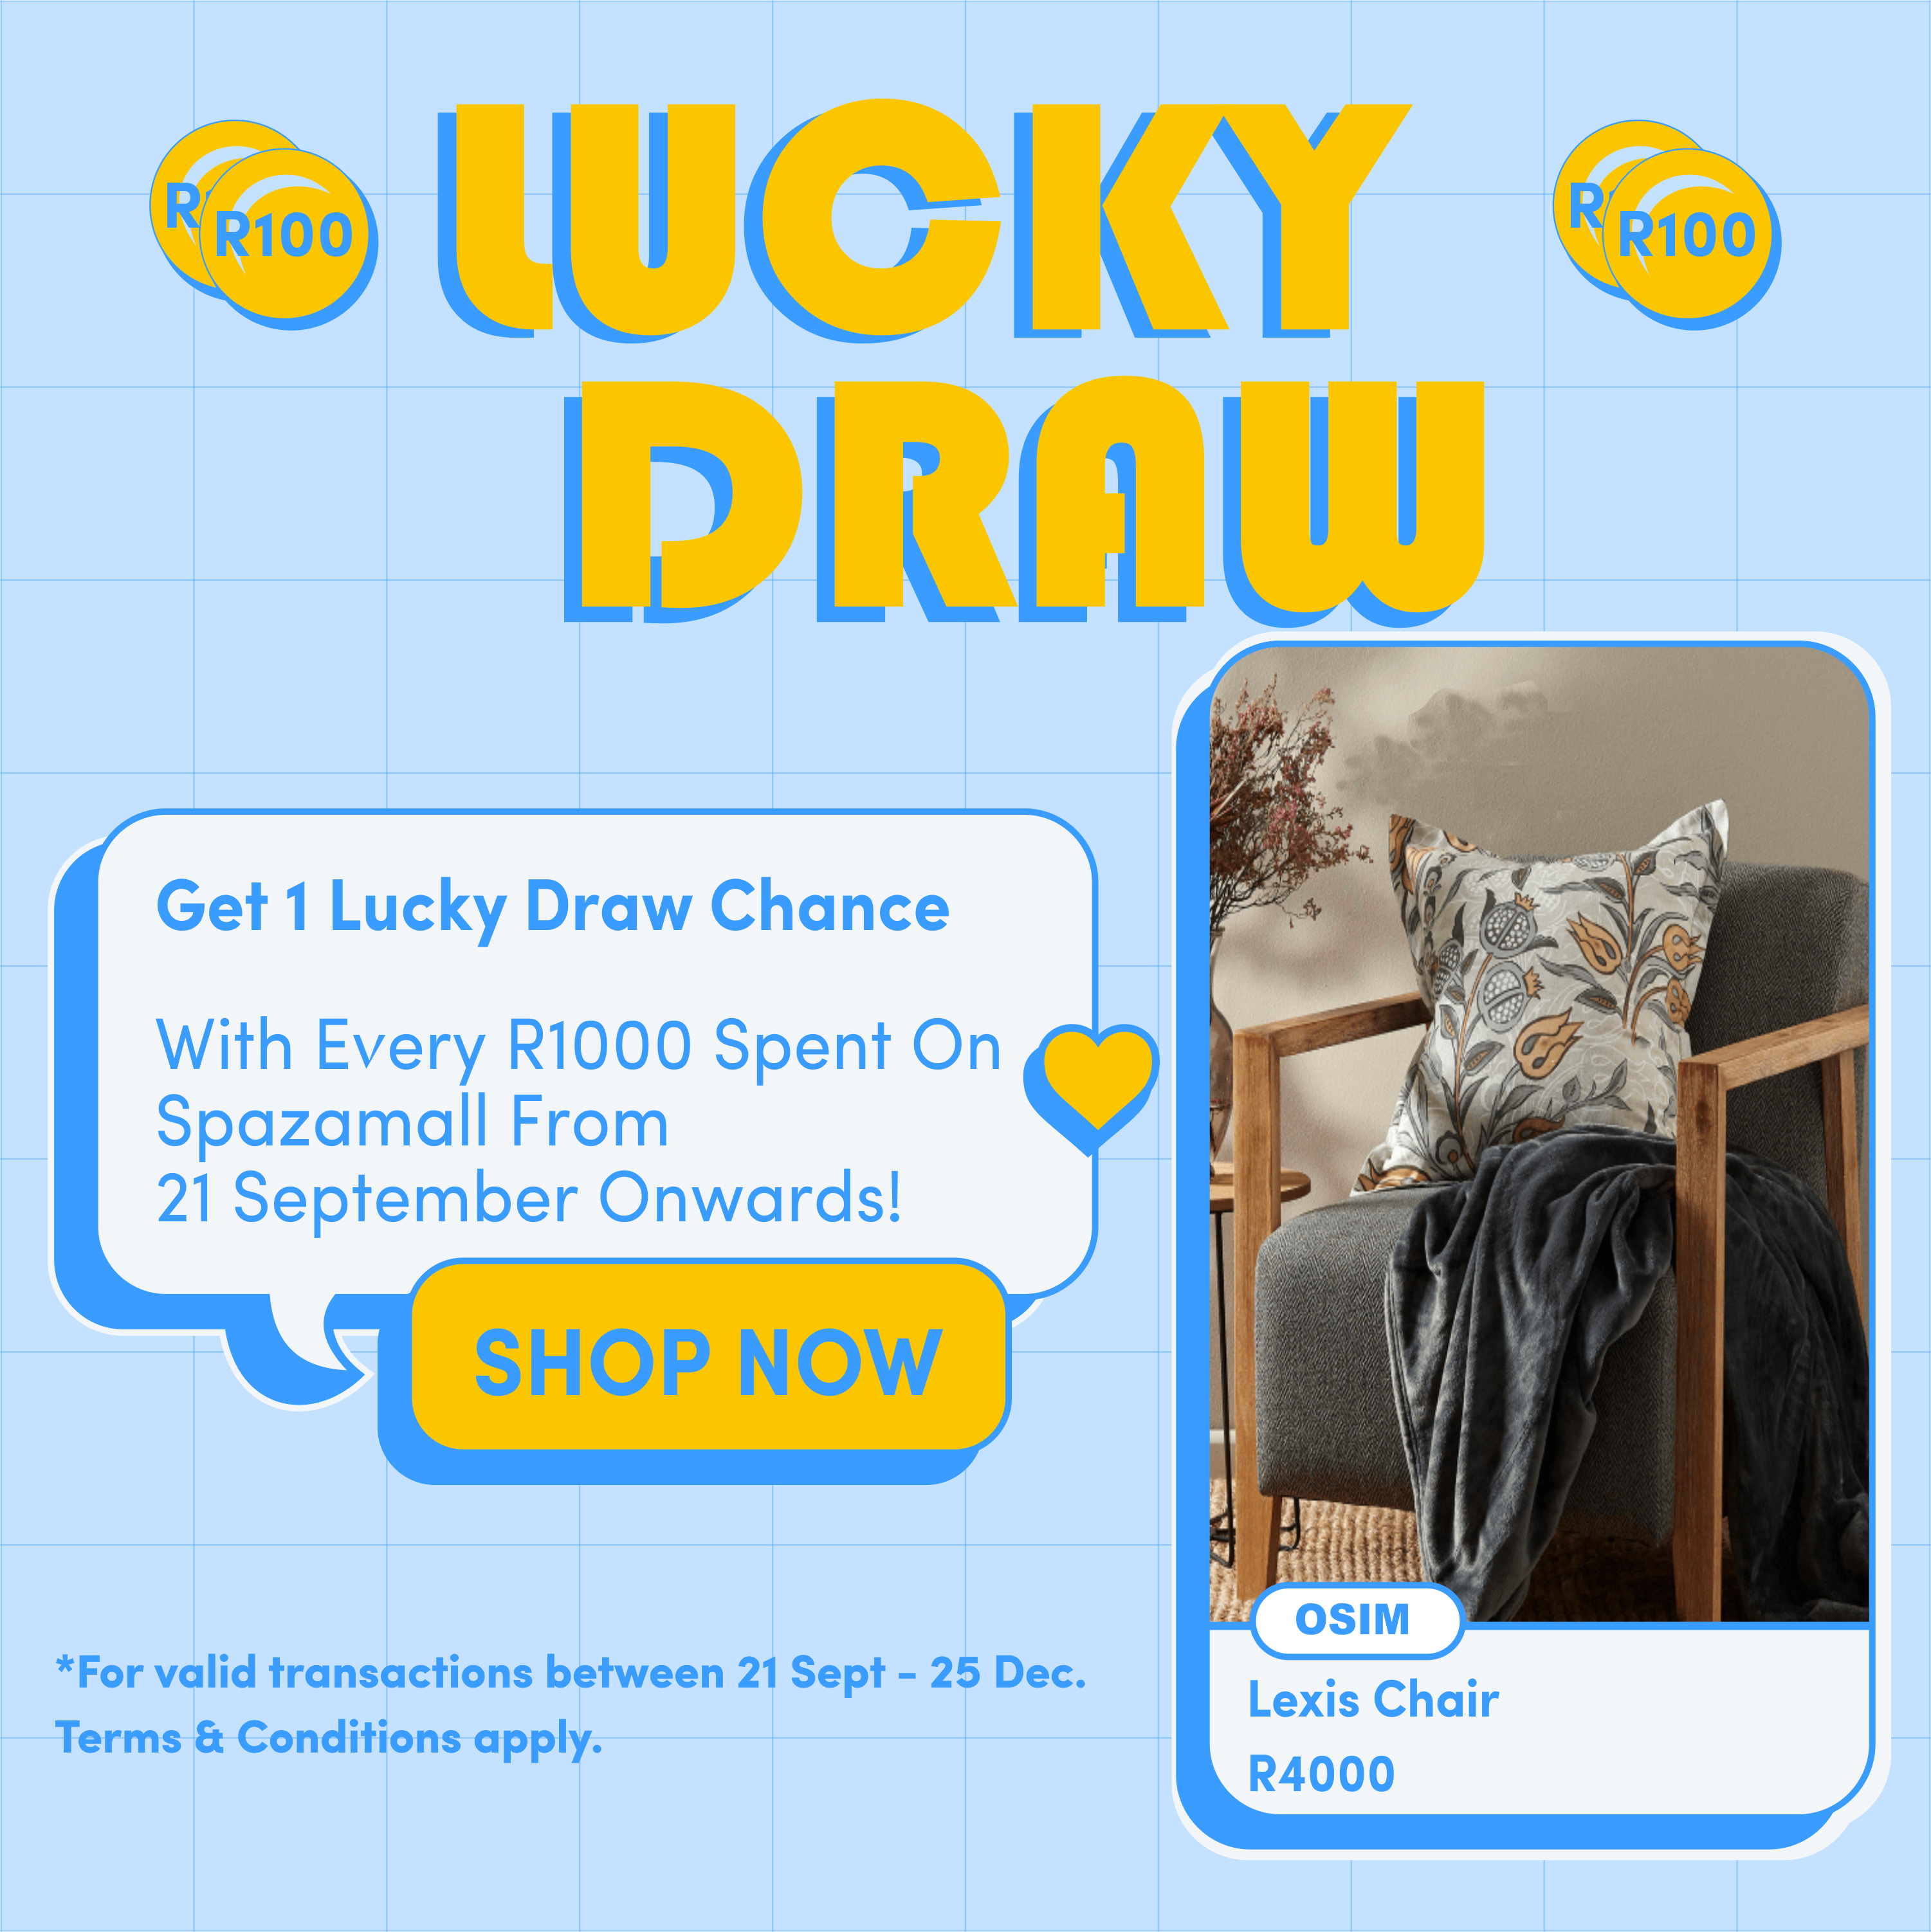 LUCKY
DRAW
R100
R100
Get 1 Lucky Draw Chance
With Every R1000 Spent On
Spazamall From
21 September Onwards!
SHOP NOW
*For valid transactions between 21 Sept - 25 Dec.
Terms & Conditions apply.
OSIM
Lexis Chair
R4000